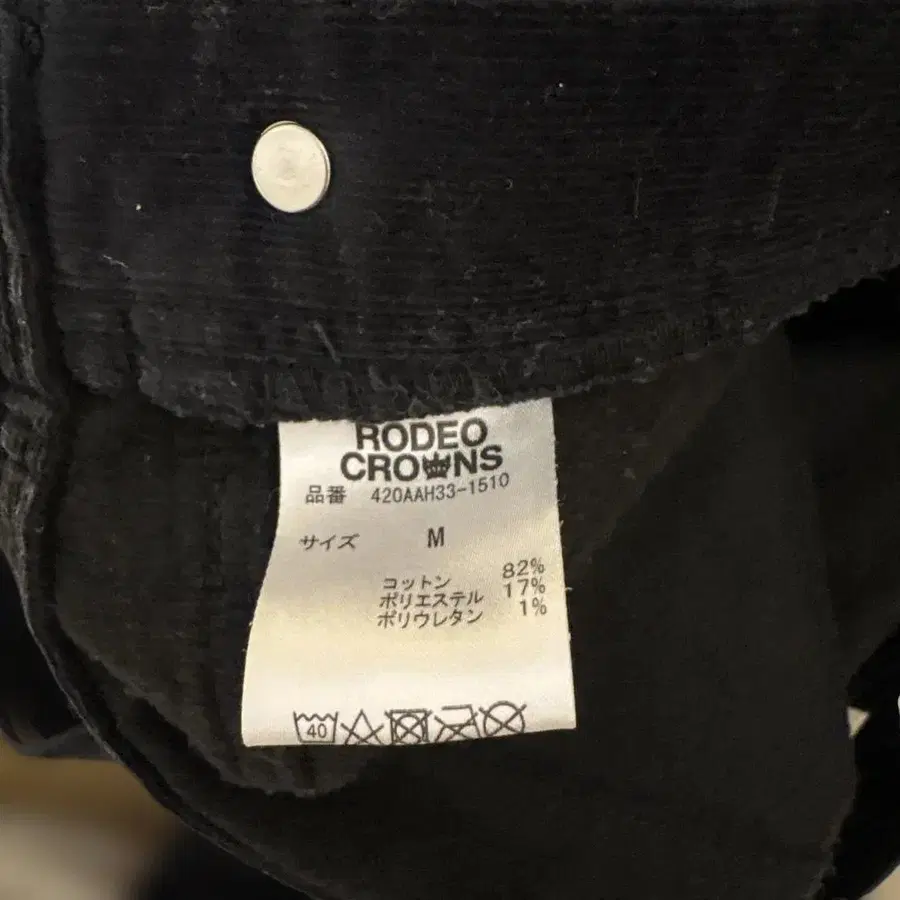 RODEO
CROWNS
品番 420AAH33-1510
サイズ M
コットン 82%
ポリエステル 17%
ポリウレタン 1%
40